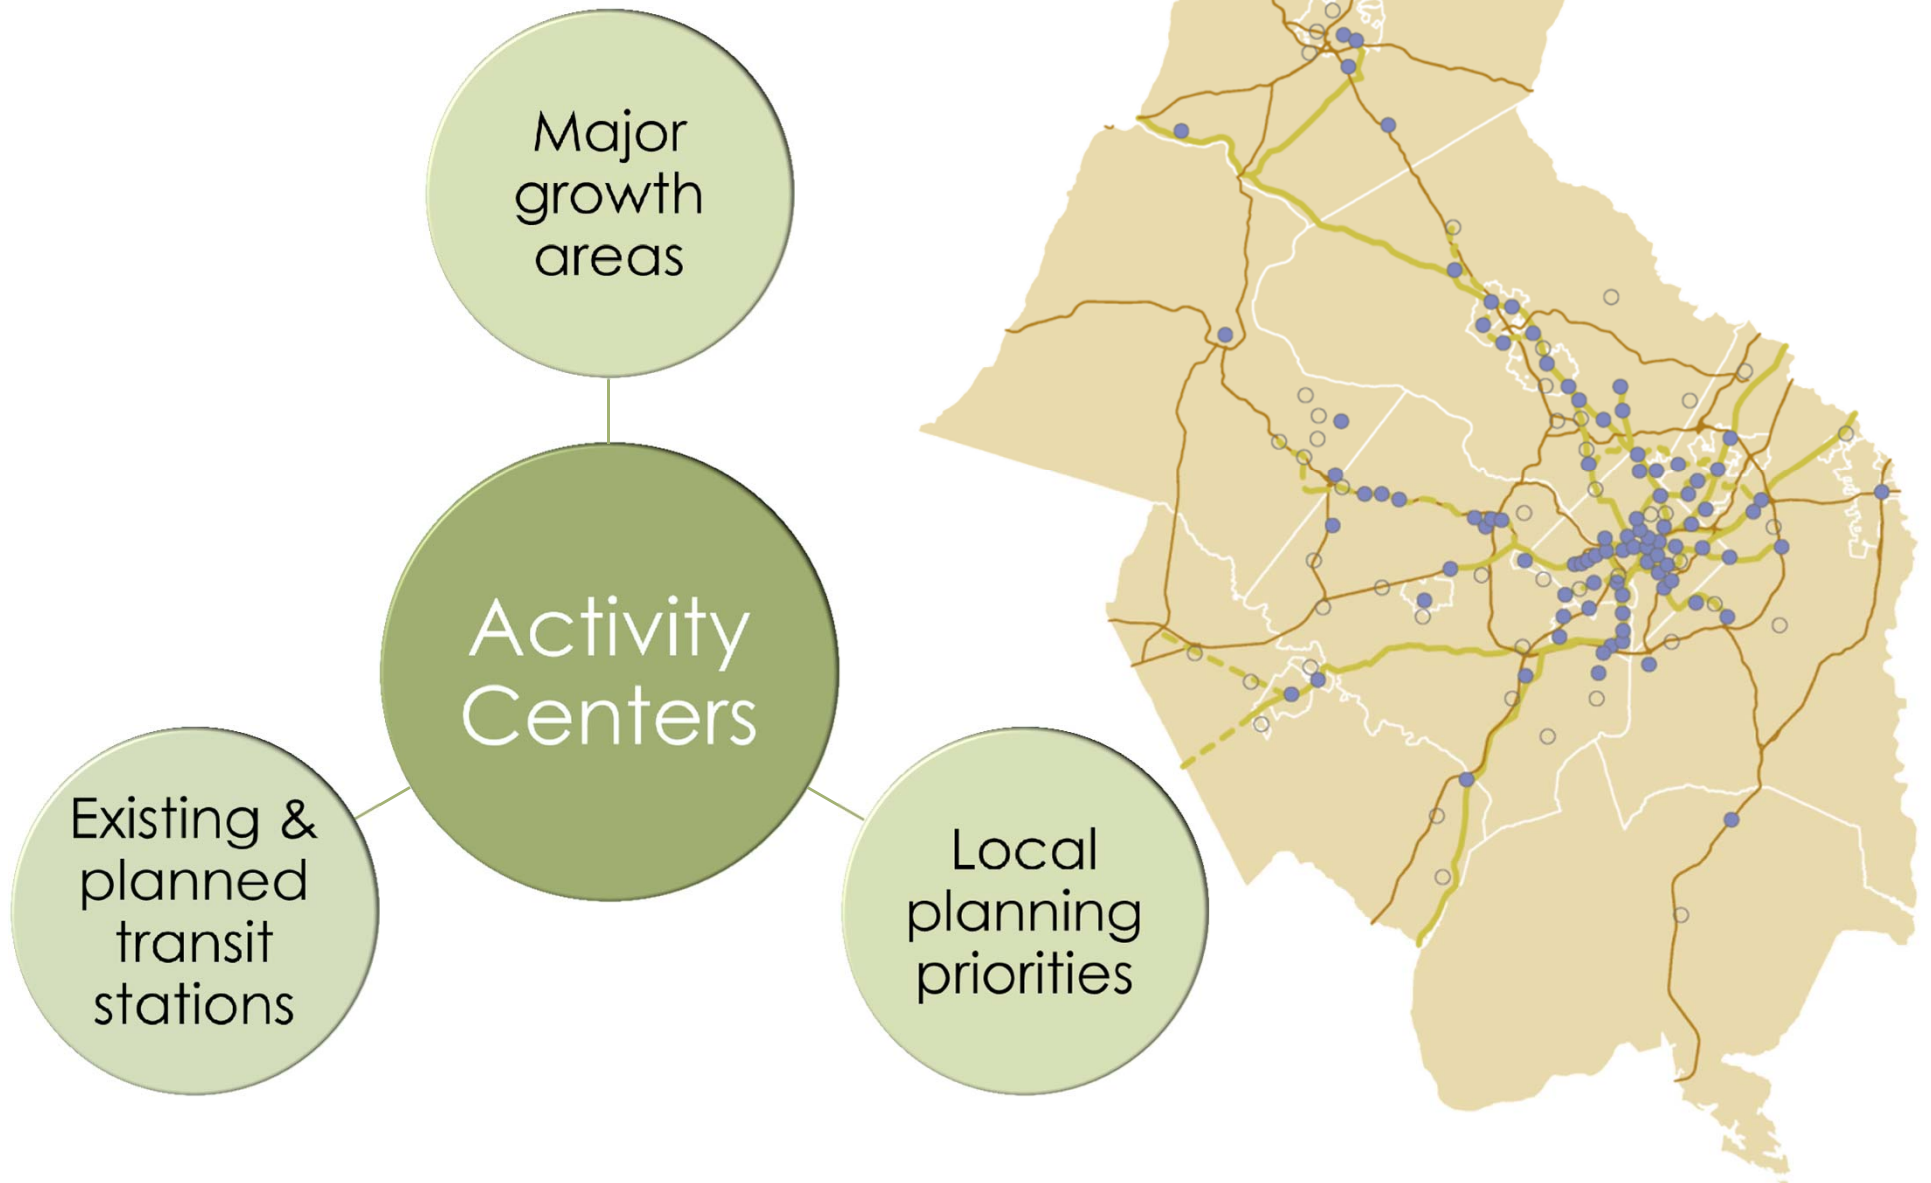 Major
growth
areas
Activity
Centers
Existing &
planned
transit
stations
Local
planning
priorities